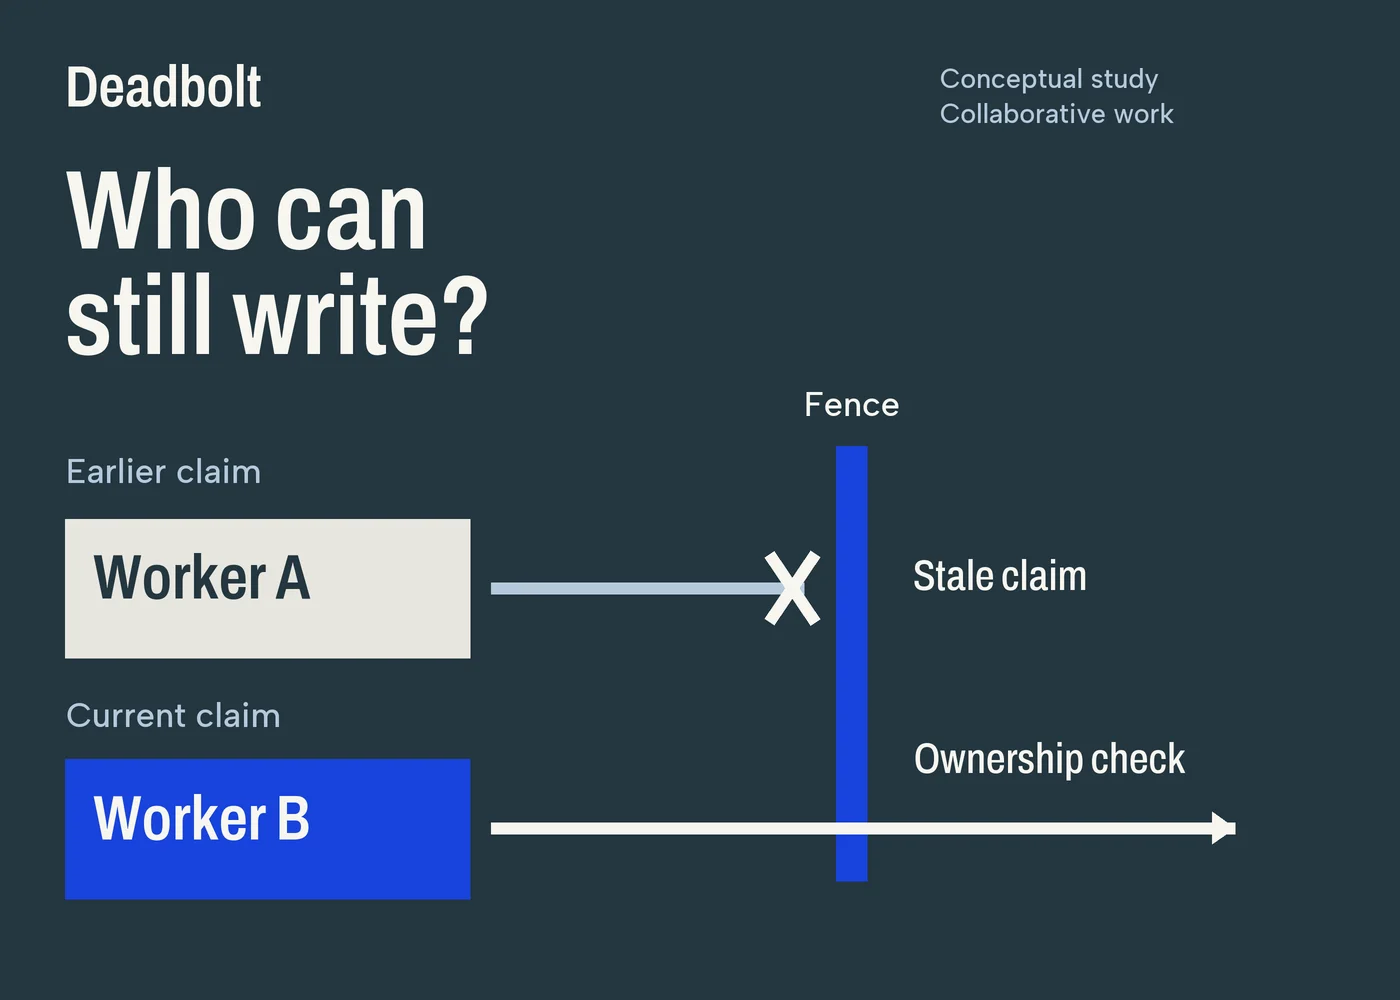 Deadbolt
Conceptual study
Collaborative work
Who can
still write?
Fence
Earlier claim
Worker A
Stale claim
Current claim
Worker B
Ownership check